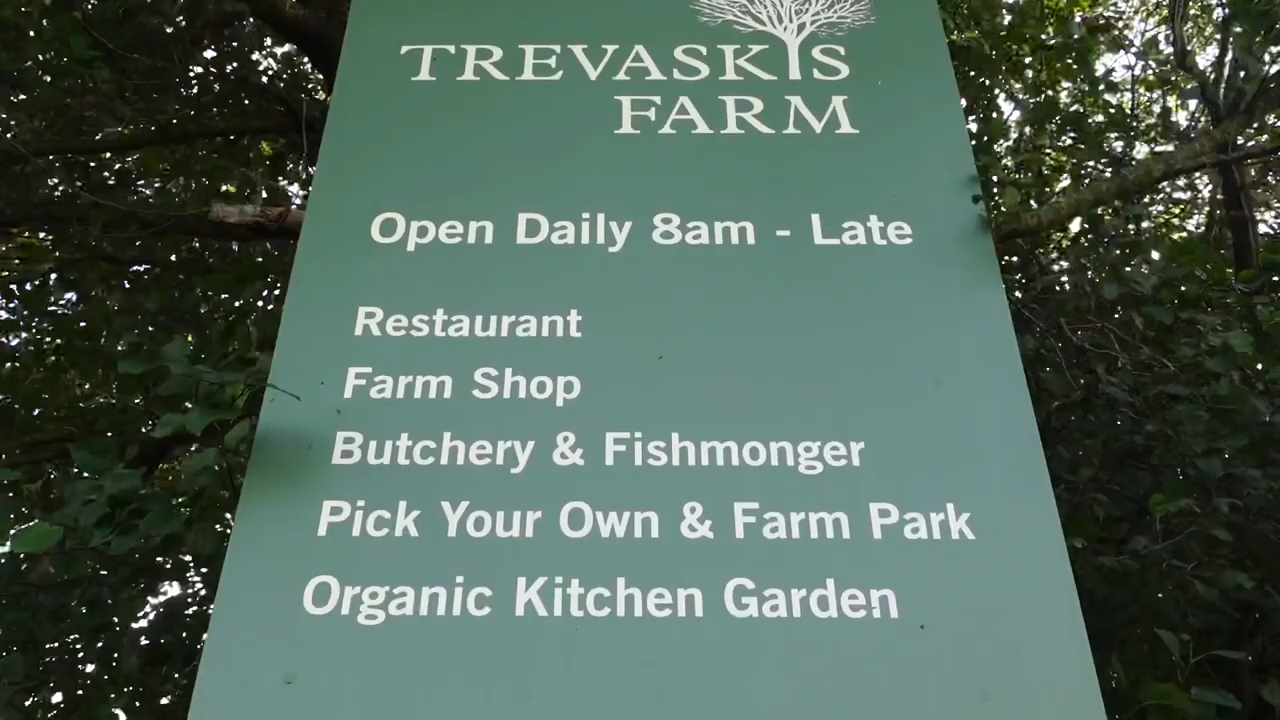 TREVASKIS
FARM
Open Daily 8am - Late
Restaurant
Farm Shop
Butchery & Fishmonger
Pick Your Own & Farm Park
Organic Kitchen Garden